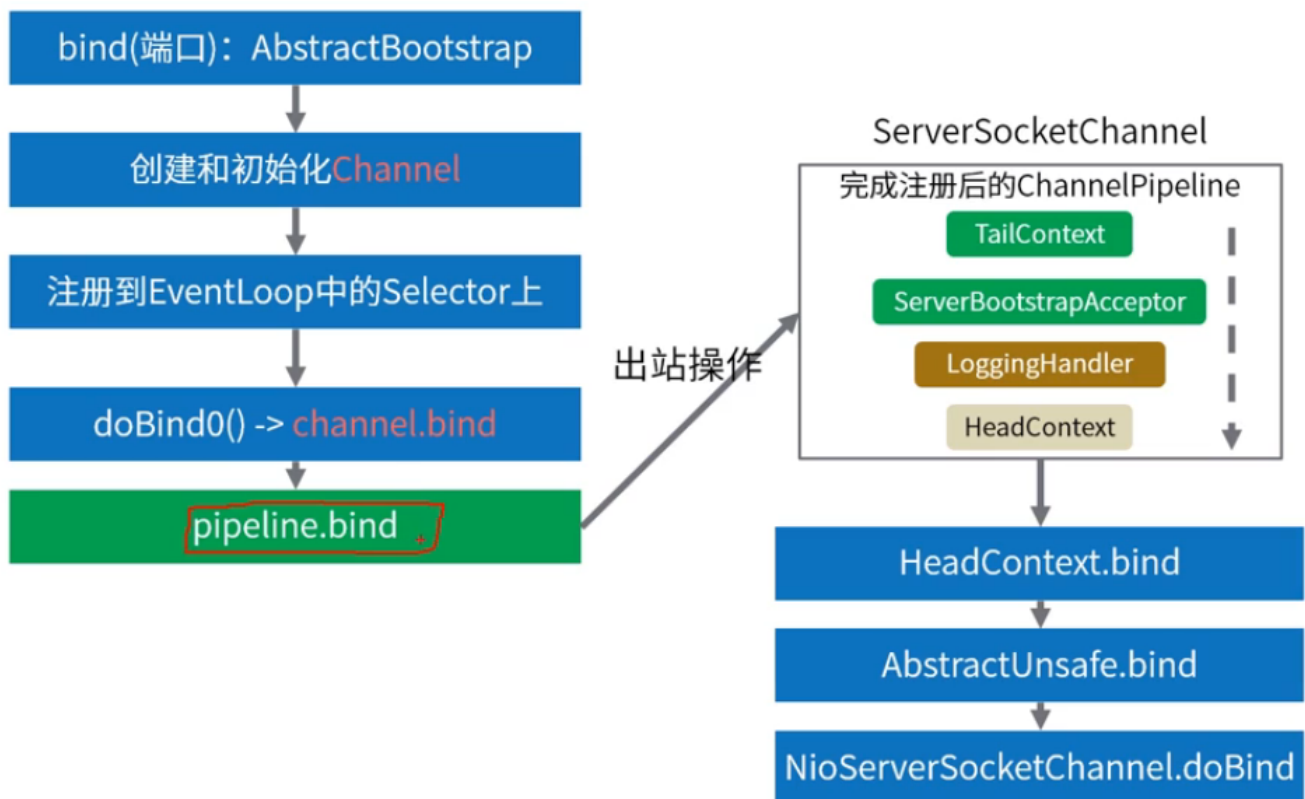 bind(端口)：AbstractBootstrap
创建和初始化Channel
注册到EventLoop中的Selector上
doBind0() -> channel.bind
pipeline.bind
出站操作
ServerSocketChannel
完成注册后的ChannelPipeline
TailContext
ServerBootstrapAcceptor
LoggingHandler
HeadContext
HeadContext.bind
AbstractUnsafe.bind
NioServerSocketChannel.doBind